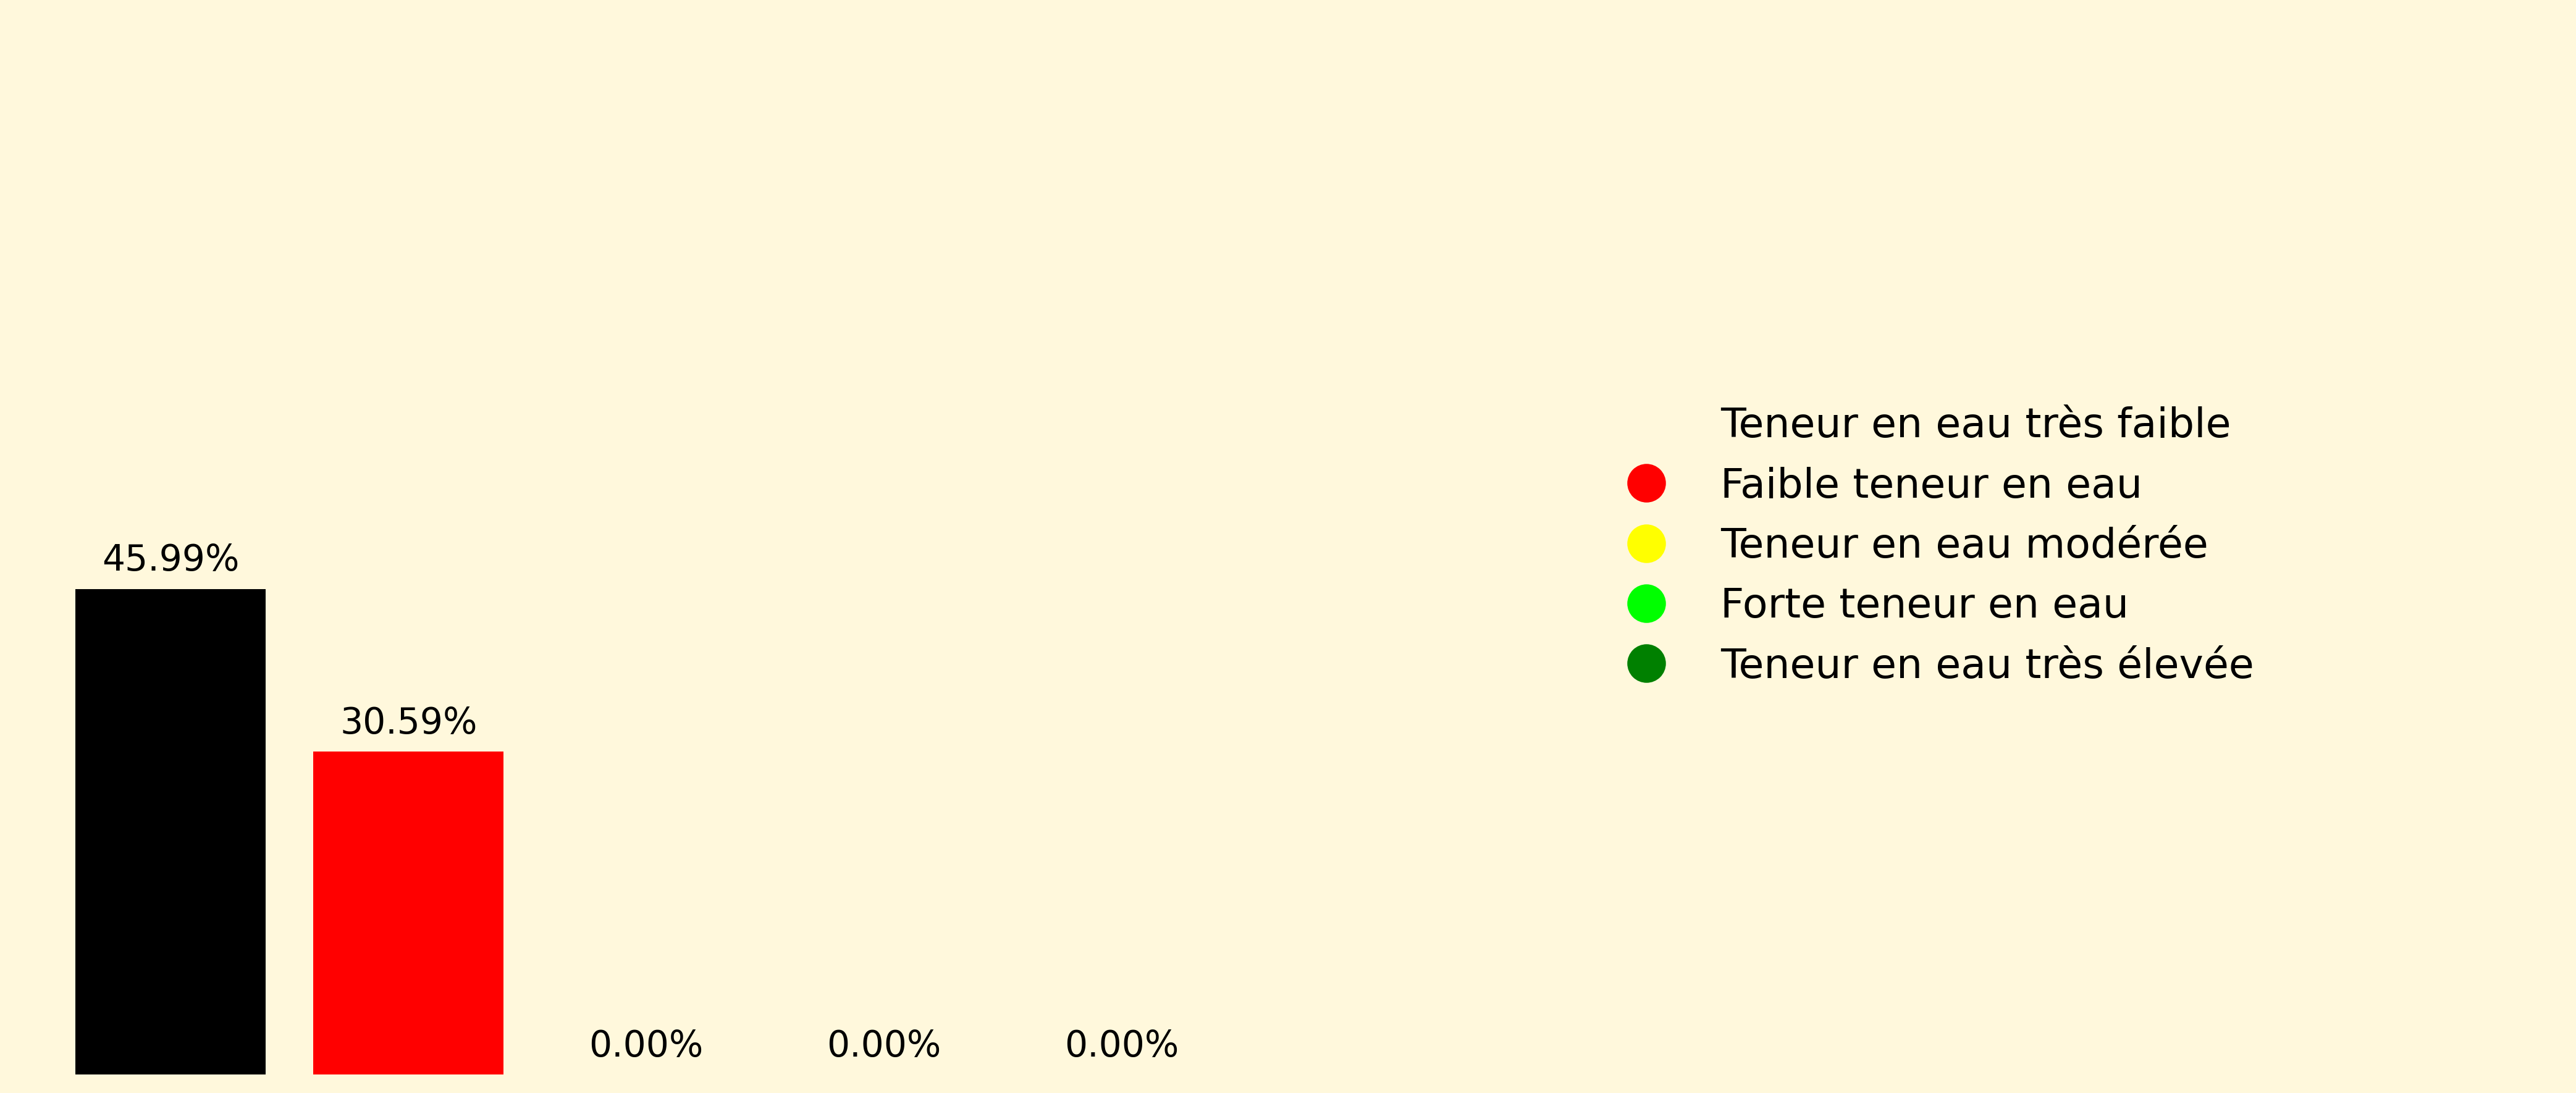 45.99%
30.59%
0.00%
0.00%
0.00%
Teneur en eau très faible
Faible teneur en eau
Teneur en eau modérée
Forte teneur en eau
Teneur en eau très élevée